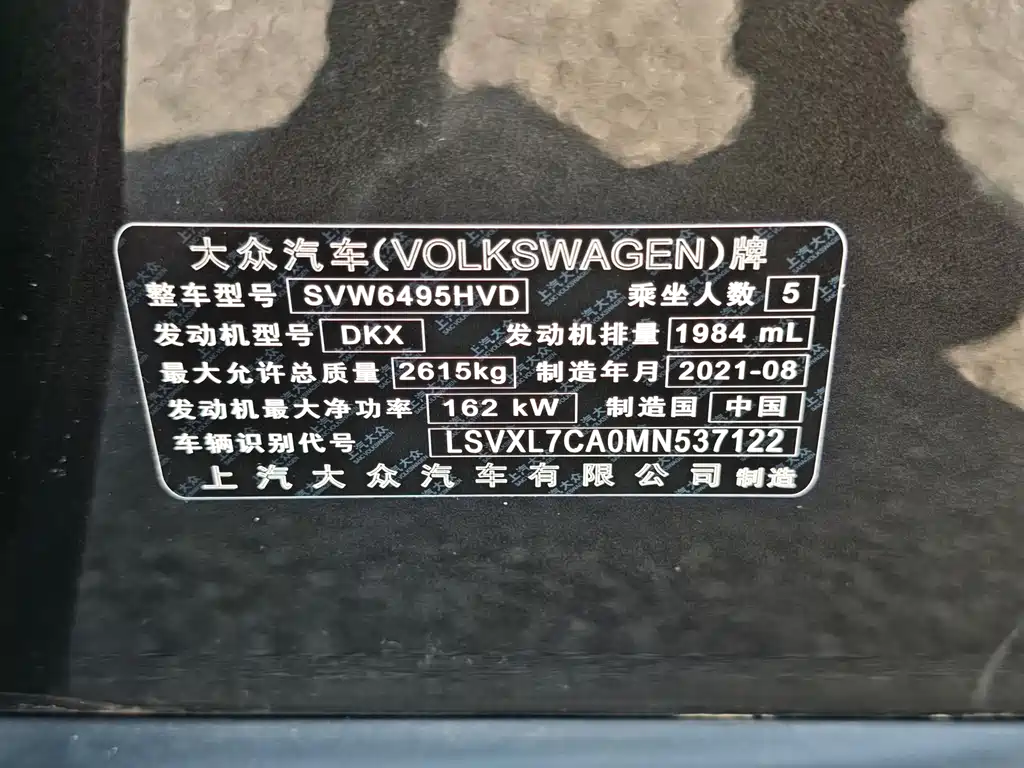 大众汽车(VOLKSWAGEN)牌
整车型号 SVW6495HVD 乘坐人数 5
发动机型号 DKX 发动机排量 1984 mL
最大允许总质量 2615kg 制造年月 2021-08
发动机最大净功率 162 kW 制造国 中国
车辆识别代号 LSVXL7CA0MN537122
上汽大众汽车有限公司 制造